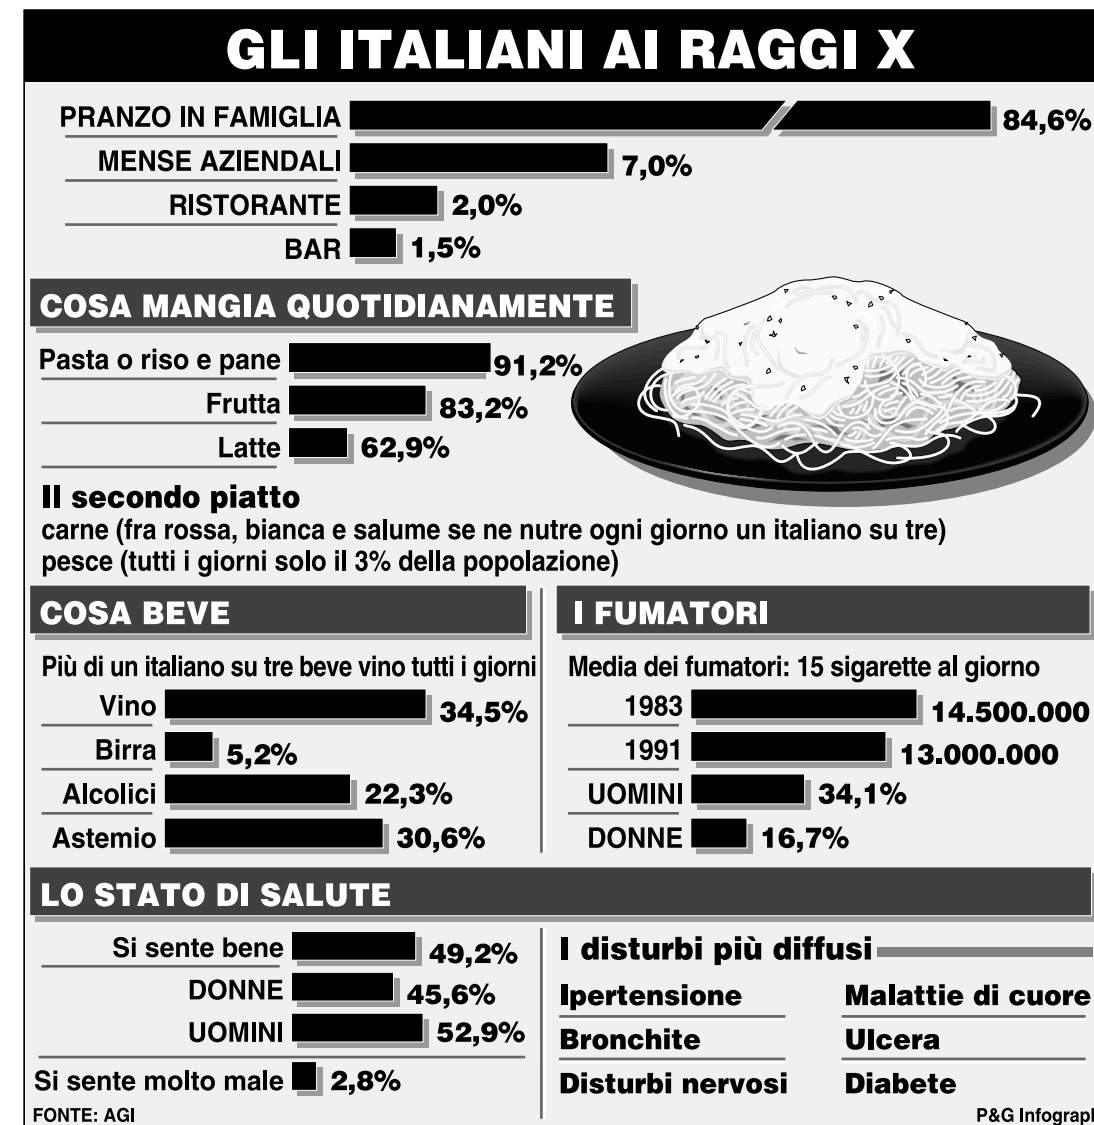 GLI ITALIANI AI RAGGI X
PRANZO IN FAMIGLIA 84,6%
MENSE AZIENDALI 7,0%
RISTORANTE 2,0%
BAR 1,5%
COSA MANGIA QUOTIDIANAMENTE
Pasta o riso e pane 91,2%
Frutta 83,2%
Latte 62,9%
Il secondo piatto
carne (fra rossa, bianca e salume se ne nutre ogni giorno un italiano su tre)
pesce (tutti i giorni solo il 3% della popolazione)
COSA BEVE
Più di un italiano su tre beve vino tutti i giorni
Vino 34,5%
Birra 5,2%
Alcolici 22,3%
Astemio 30,6%
I FUMATORI
Media dei fumatori: 15 sigarette al giorno
1983 14.500.000
1991 13.000.000
UOMINI 34,1%
DONNE 16,7%
LO STATO DI SALUTE
Si sente bene 49,2%
DONNE 45,6%
UOMINI 52,9%
Si sente molto male 2,8%
I disturbi più diffusi
Ipertensione Malattie di cuore
Bronchite Ulcera
Disturbi nervosi Diabete
FONTE: AGI
P&G Infograph